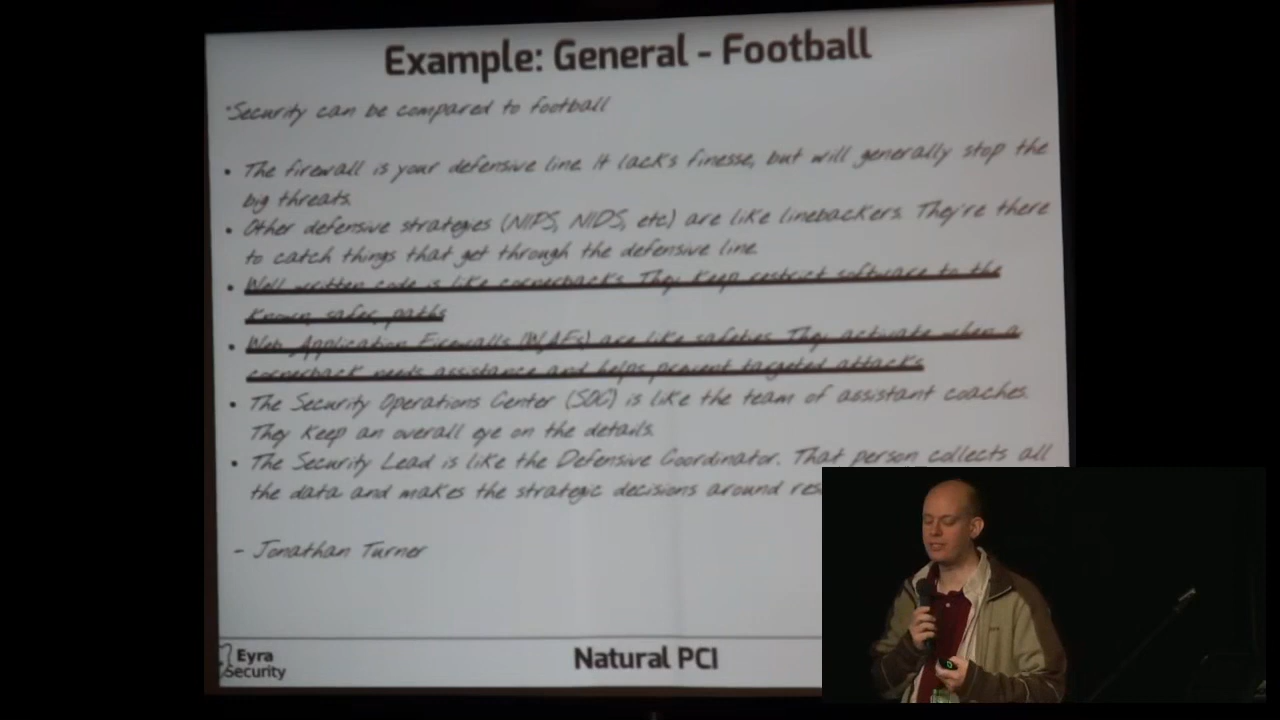 Example: General - Football
"Security can be compared to football
• The firewall is your defensive line. It lacks finesse, but will generally stop the
big threats.
• Other defensive strategies (NIPS, NIDS, etc) are like linebackers. They're there
to catch things that get through the defensive line.
• Well written code is like cornerbacks. They keep restrict software to the
known, safer, paths
• Web Application Firewalls (WAFs) are like safeties. They activate when a
cornerback needs assistance and helps prevent targeted attacks
• The Security Operations Center (SOC) is like the team of assistant coaches.
They keep an overall eye on the details.
• The Security Lead is like the Defensive Coordinator. That person collects all
the data and makes the strategic decisions around
- Jonathan Turner
Eyra
Security
Natural PCI